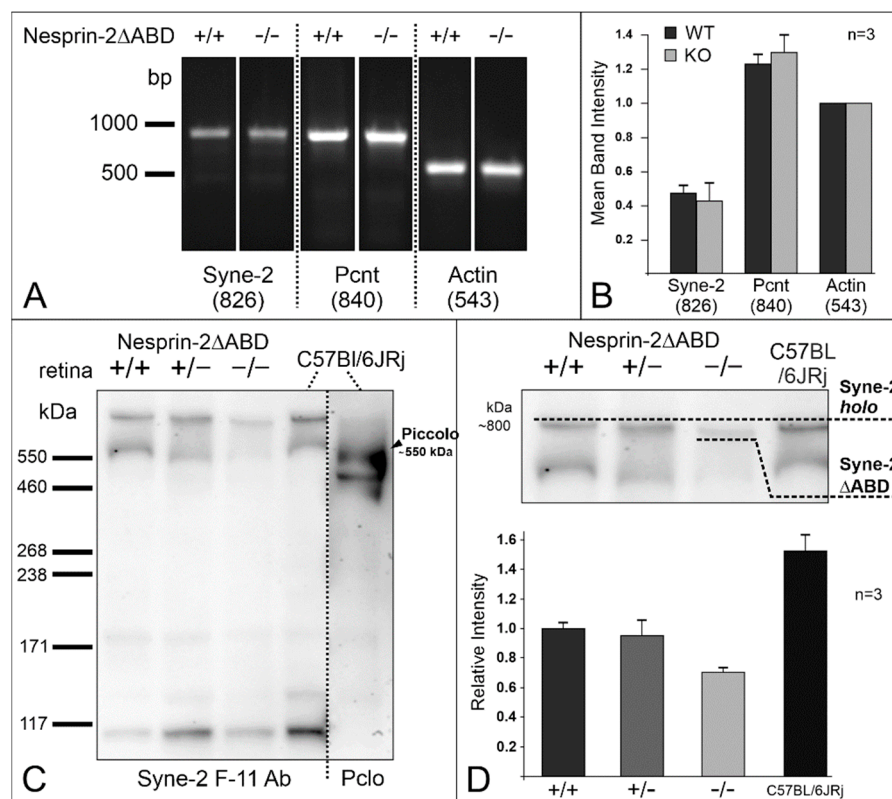 Nesprin-2ΔABD +/+ -/- +/+ -/- +/+ -/-
bp
1000
500
Syne-2 Pcnt Actin
(826) (840) (543)
A
WT
KO
n=3
Mean Band Intensity
1.4
1.2
1.0
0.8
0.6
0.4
0.2
Syne-2 Pcnt Actin
(826) (840) (543)
B
Nesprin-2ΔABD
C57Bl/6JRj
retina +/+ +/− −/−
kDa
Piccolo
~550 kDa
550
460
268
238
171
117
C
Syne-2 F-11 Ab Pclo
Nesprin-2ΔABD
C57BL
/6JRj
+/+ +/− −/−
Syne-2
holo
kDa
~800
Syne-2
ΔABD
1.6
1.4
1.2
1.0
0.8
0.6
0.4
0.2
Relative Intensity
n=3
+/+ +/− −/− C57BL/6JRj
D